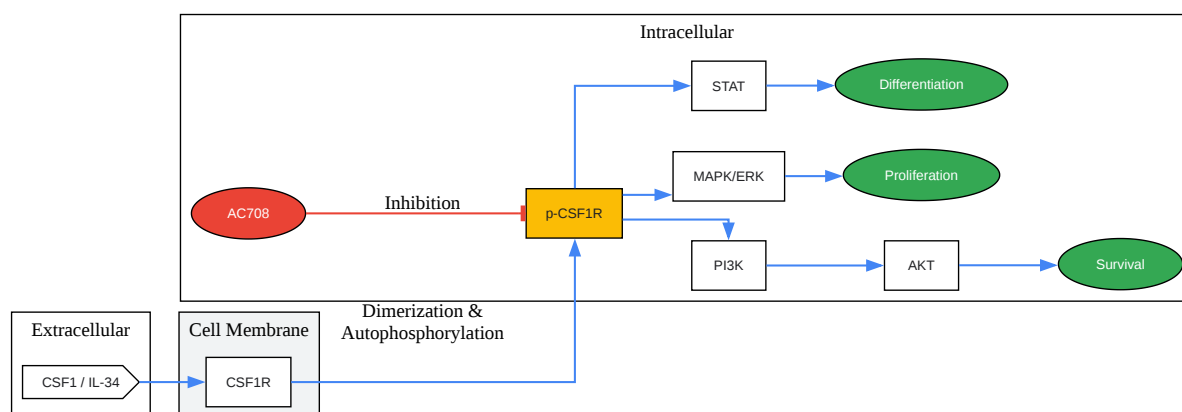 Intracellular
STAT
Differentiation
MAPK/ERK
Proliferation
AC708
Inhibition
p-CSF1R
PI3K
AKT
Survival
Dimerization &
Autophosphorylation
Extracellular
Cell Membrane
CSF1 / IL-34
CSF1R